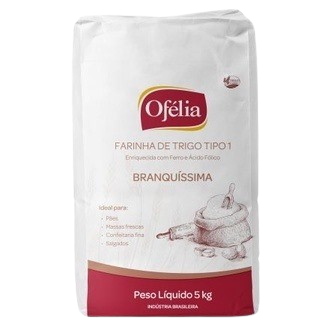 Ofélia
FARINHA DE TRIGO TIPO 1
Enriquecida com Ferro e Ácido Fólico
BRANQUÍSSIMA
Ideal para:
• Pães
• Massas frescas
• Confeitaria fina
• Salgados
Peso Líquido 5 kg
INDÚSTRIA BRASILEIRA